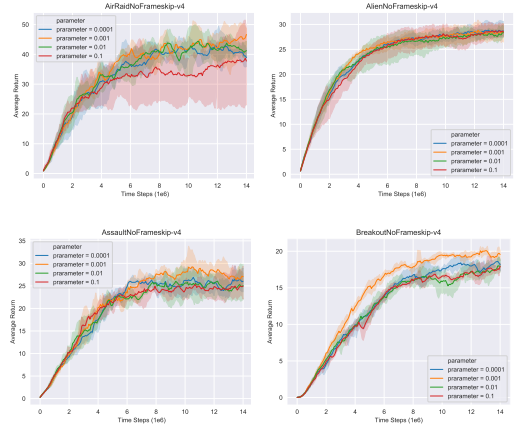 AirRaidNoFrameskip-v4
prarameter
prarameter = 0.0001
prarameter = 0.001
prarameter = 0.01
prarameter = 0.1
Average Return
50
40
30
20
10
0
0 2 4 6 8 10 12 14
Time Steps (1e6)
AlienNoFrameskip-v4
prarameter
prarameter = 0.0001
prarameter = 0.001
prarameter = 0.01
prarameter = 0.1
Average Return
30
25
20
15
10
5
0
0 2 4 6 8 10 12 14
Time Steps (1e6)
AssaultNoFrameskip-v4
prarameter
prarameter = 0.0001
prarameter = 0.001
prarameter = 0.01
prarameter = 0.1
Average Return
35
30
25
20
15
10
5
0
0 2 4 6 8 10 12 14
Time Steps (1e6)
BreakoutNoFrameskip-v4
prarameter
prarameter = 0.0001
prarameter = 0.001
prarameter = 0.01
prarameter = 0.1
Average Return
20
15
10
5
0
0 2 4 6 8 10 12 14
Time Steps (1e6)